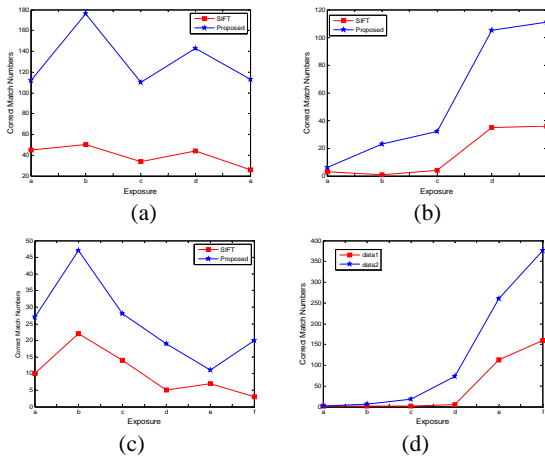 180
160
140
120
100
80
60
40
20
Correct Match Numbers
SIFT
Proposed
a b c d e
Exposure
(a)
120
100
80
60
40
20
0
Correct Match Numbers
SIFT
Proposed
a b c d
Exposure
(b)
50
45
40
35
30
25
20
15
10
5
0
Correct Match Numbers
SIFT
Proposed
a b c d e f
Exposure
(c)
400
350
300
250
200
150
100
50
0
Correct Match Numbers
data1
data2
a b c d e f
Exposure
(d)